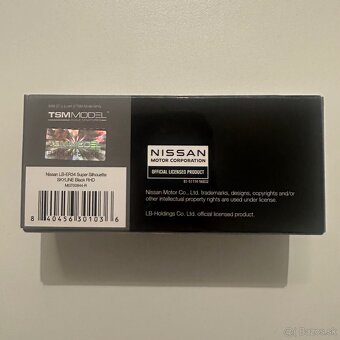 TSMMODEL
NISSAN
MOTOR CORPORATION
OFFICIAL LICENSED PRODUCT
Nissan LB-ER34 Super Silhouette
SKYLINE Black RHD
Nissan Motor Co., Ltd. trademarks, designs, copyrights and/or
other intellectual property rights are used under license.
LB-Holdings Co., Ltd. official licensed product.
8 40456 30103 6
bazos.sk